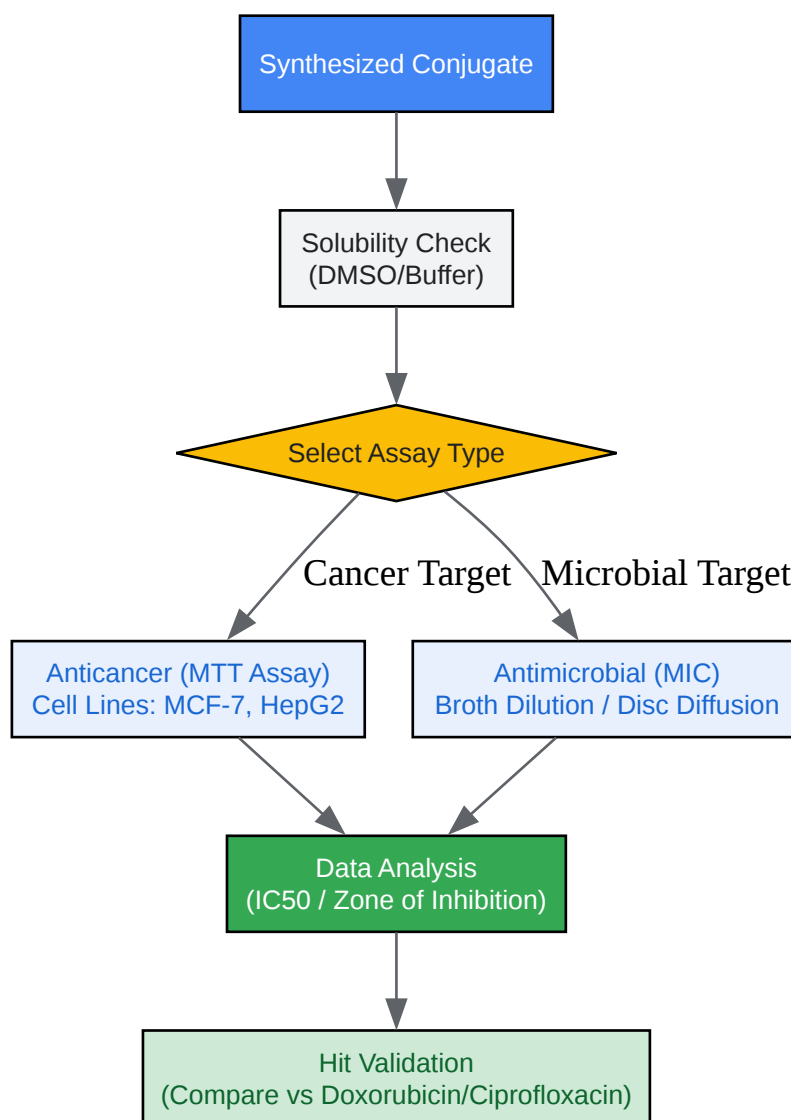 Synthesized Conjugate
Solubility Check
(DMSO/Buffer)
Select Assay Type
Cancer Target
Microbial Target
Anticancer (MTT Assay)
Cell Lines: MCF-7, HepG2
Antimicrobial (MIC)
Broth Dilution / Disc Diffusion
Data Analysis
(IC50 / Zone of Inhibition)
Hit Validation
(Compare vs Doxorubicin/Ciprofloxacin)